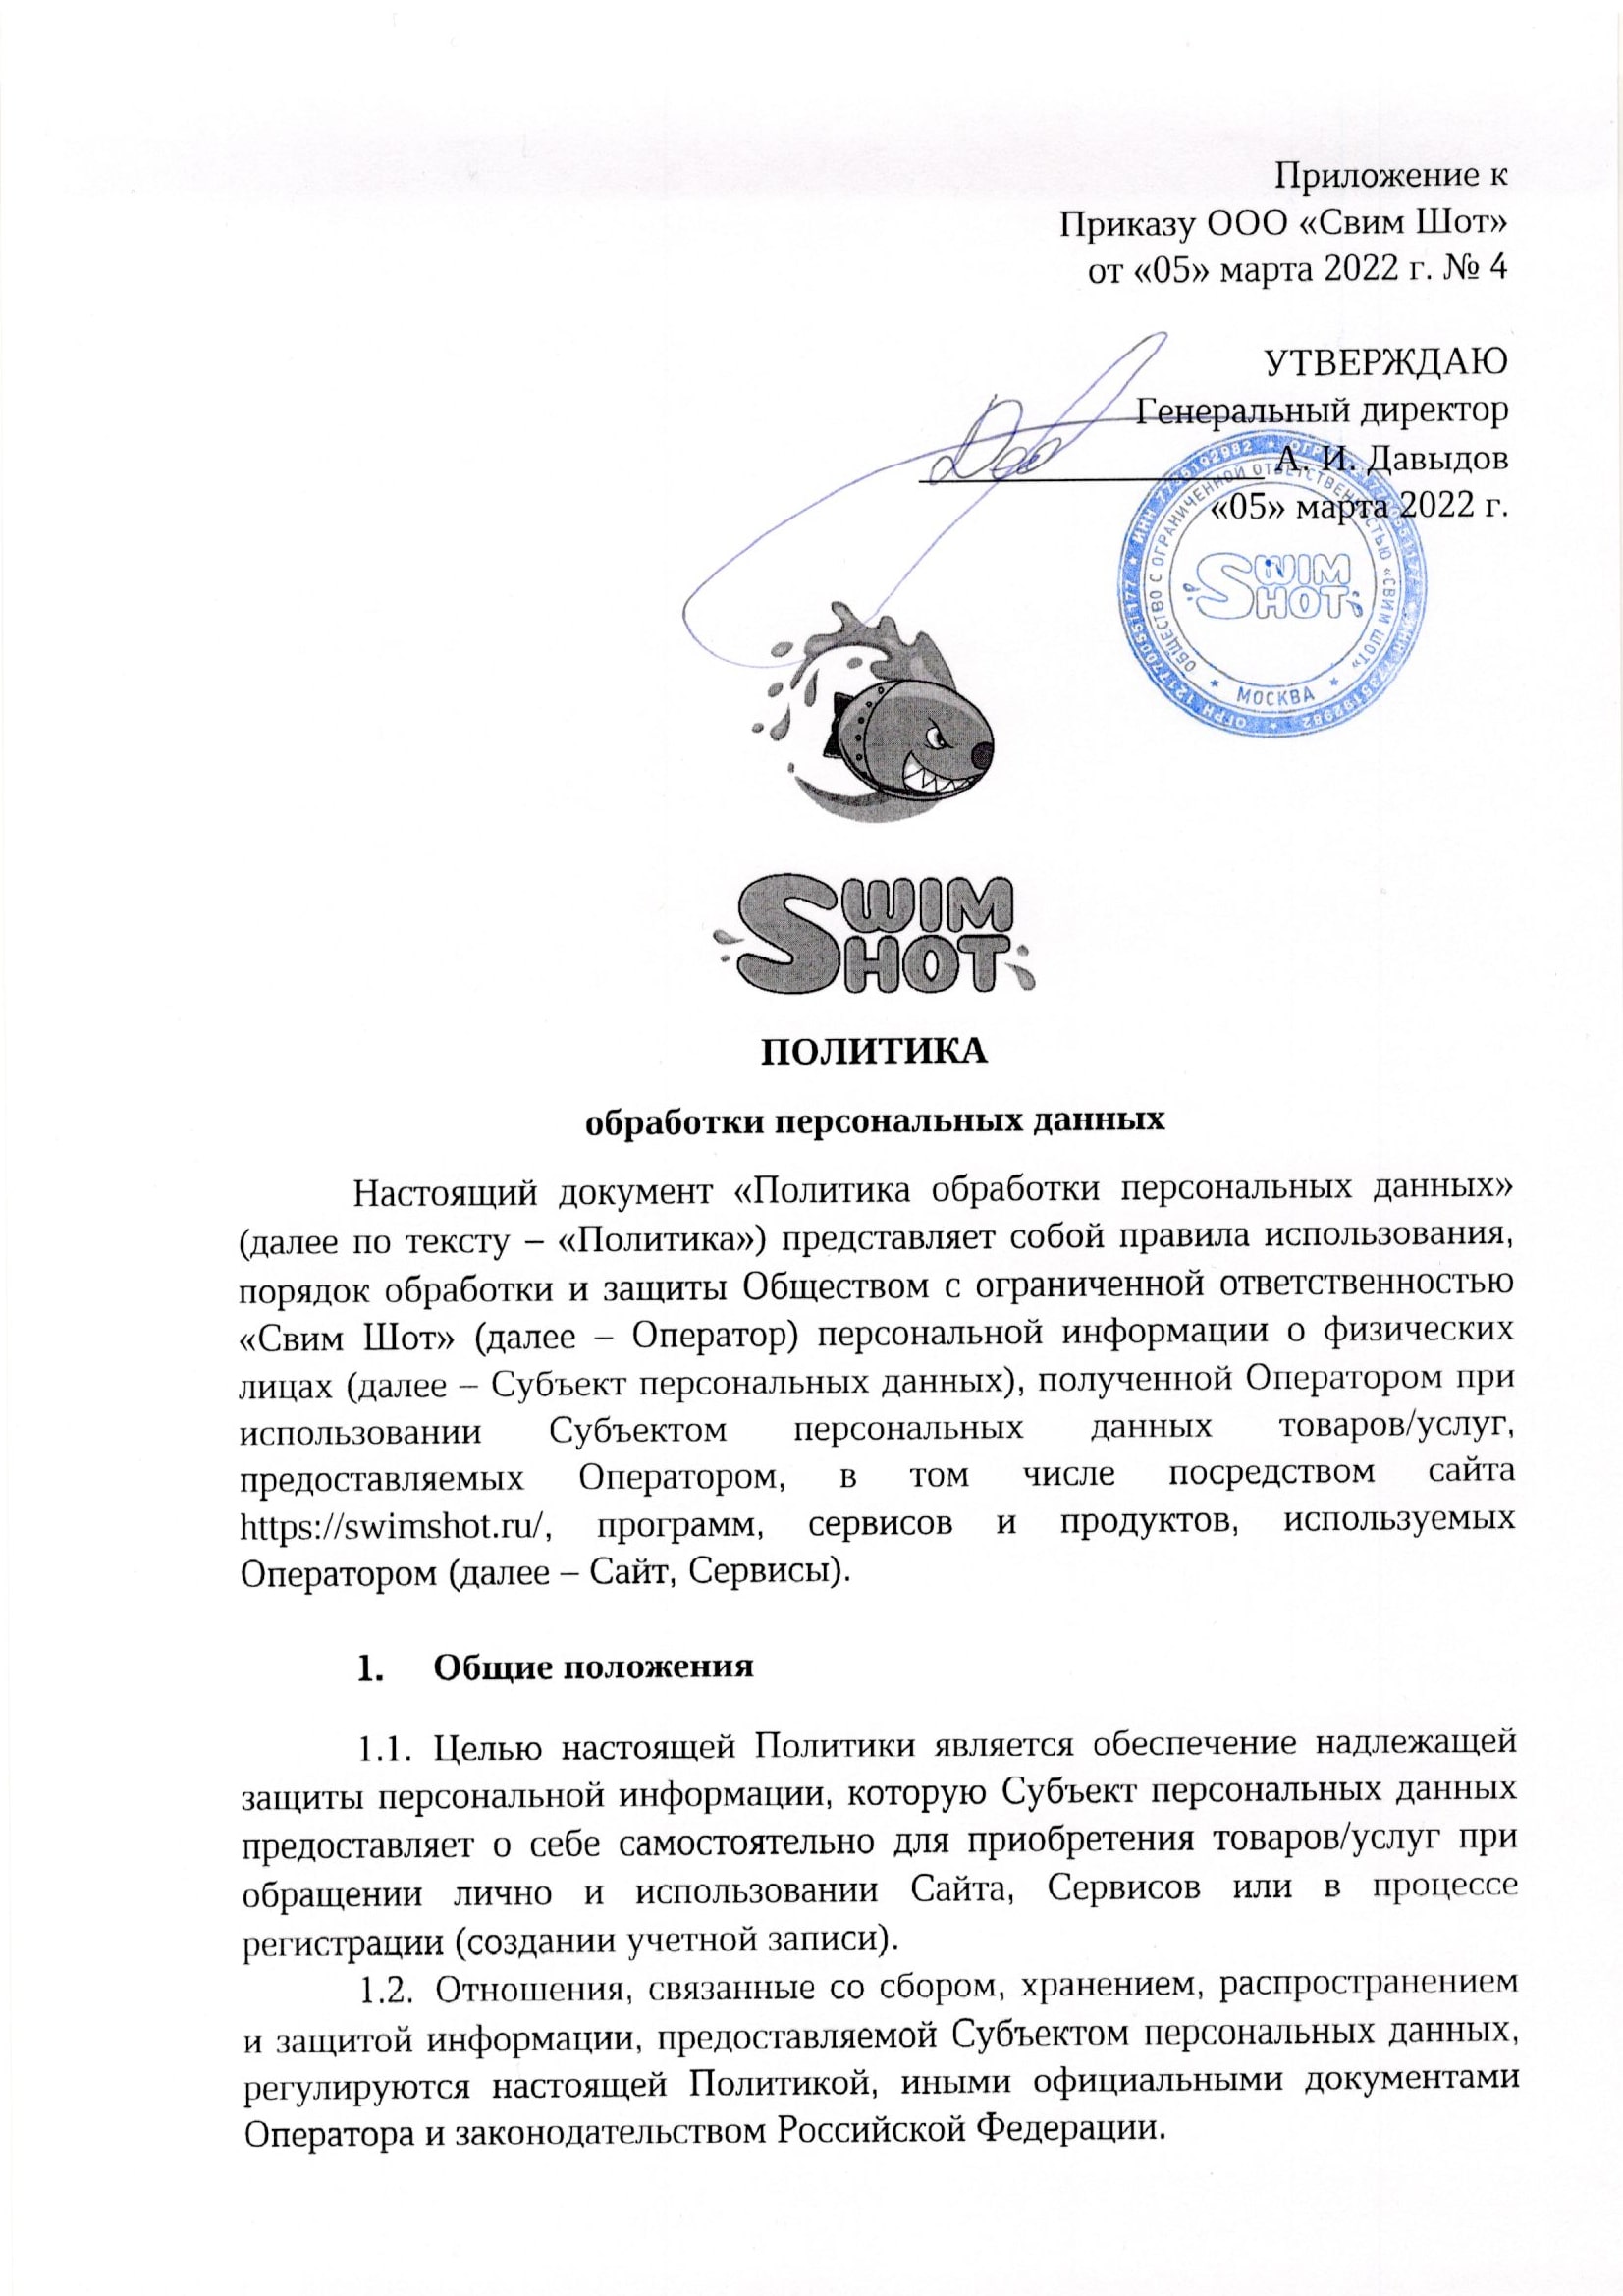 Приложение к
Приказу ООО «Свим Шот»
от «05» марта 2022 г. № 4
УТВЕРЖДАЮ
Генеральный директор
А. И. Давыдов
«05» марта 2022 г.
ОБЩЕСТВО С ОГРАНИЧЕННОЙ ОТВЕТСТВЕННОСТЬЮ «СВИМ ШОТ»
МОСКВА
SWIM
SHOT
SWIM
SHOT
ПОЛИТИКА
обработки персональных данных
Настоящий документ «Политика обработки персональных данных»
(далее по тексту – «Политика») представляет собой правила использования,
порядок обработки и защиты Обществом с ограниченной ответственностью
«Свим Шот» (далее – Оператор) персональной информации о физических
лицах (далее – Субъект персональных данных), полученной Оператором при
использовании Субъектом персональных данных товаров/услуг,
предоставляемых Оператором, в том числе посредством сайта
https://swimshot.ru/, программ, сервисов и продуктов, используемых
Оператором (далее – Сайт, Сервисы).
1. Общие положения
1.1. Целью настоящей Политики является обеспечение надлежащей
защиты персональной информации, которую Субъект персональных данных
предоставляет о себе самостоятельно для приобретения товаров/услуг при
обращении лично и использовании Сайта, Сервисов или в процессе
регистрации (создании учетной записи).
1.2. Отношения, связанные со сбором, хранением, распространением
и защитой информации, предоставляемой Субъектом персональных данных,
регулируются настоящей Политикой, иными официальными документами
Оператора и законодательством Российской Федерации.